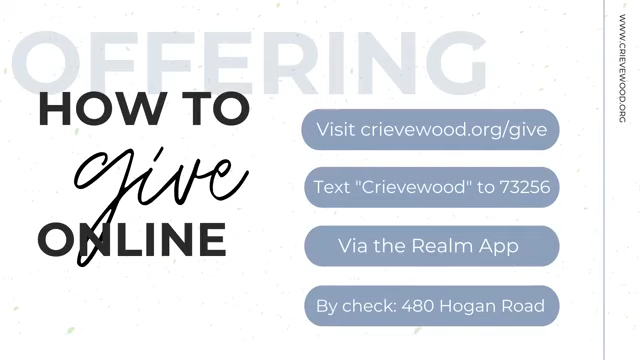 OFFERING
HOW TO
give
ONLINE
Visit crievewood.org/give
Text "Crievewood" to 73256
Via the Realm App
By check: 480 Hogan Road
WWW.CRIEVEWOOD.ORG